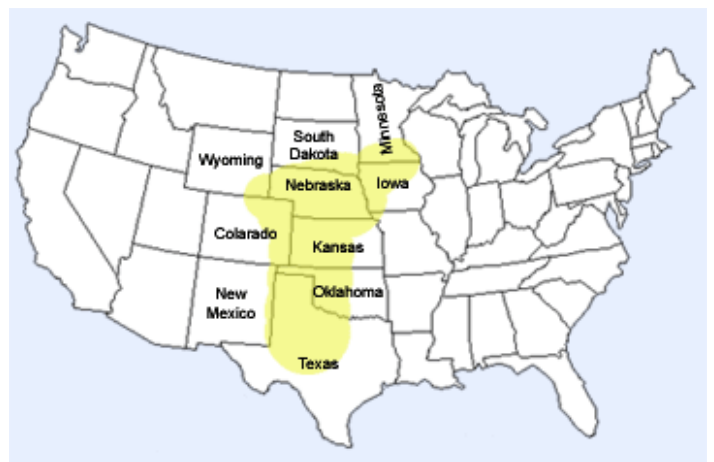 Minnesota
South
Dakota
Wyoming
Nebraska
Iowa
Colarado
Kansas
New
Mexico
Oklahoma
Texas